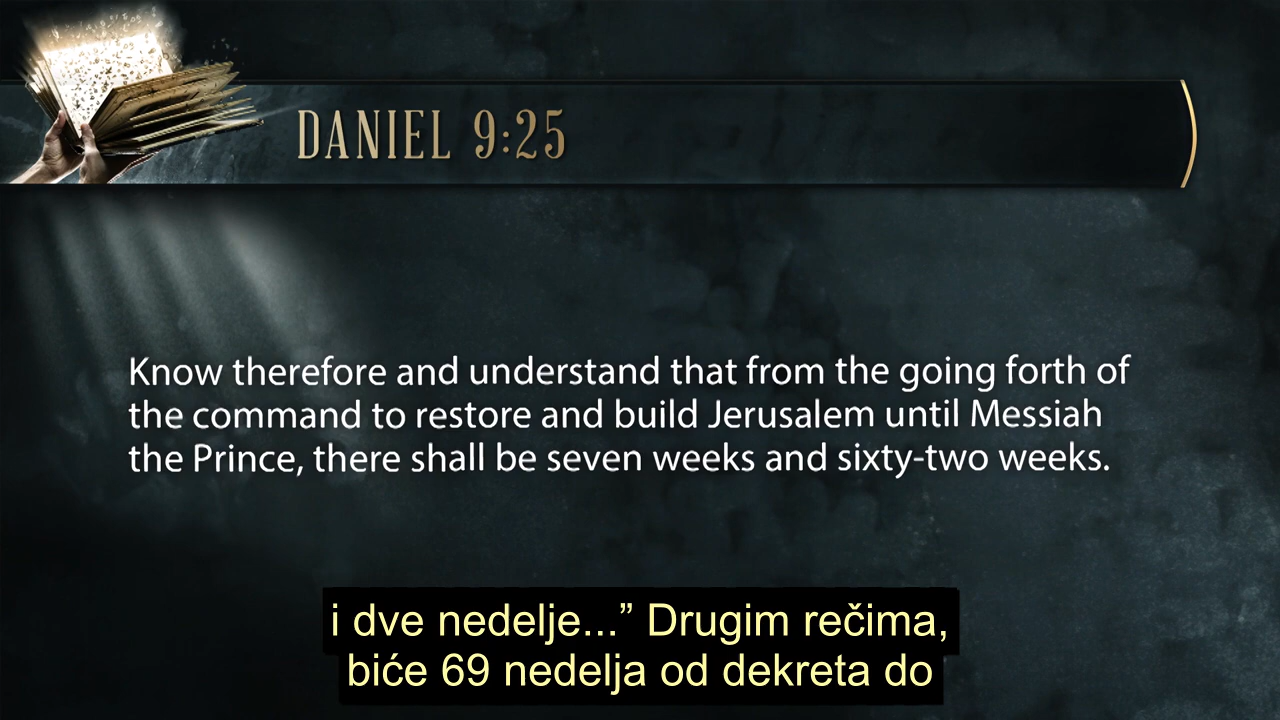 DANIEL 9:25
Know therefore and understand that from the going forth of
the command to restore and build Jerusalem until Messiah
the Prince, there shall be seven weeks and sixty-two weeks.
i dve nedelje...” Drugim rečima,
biće 69 nedelja od dekreta do